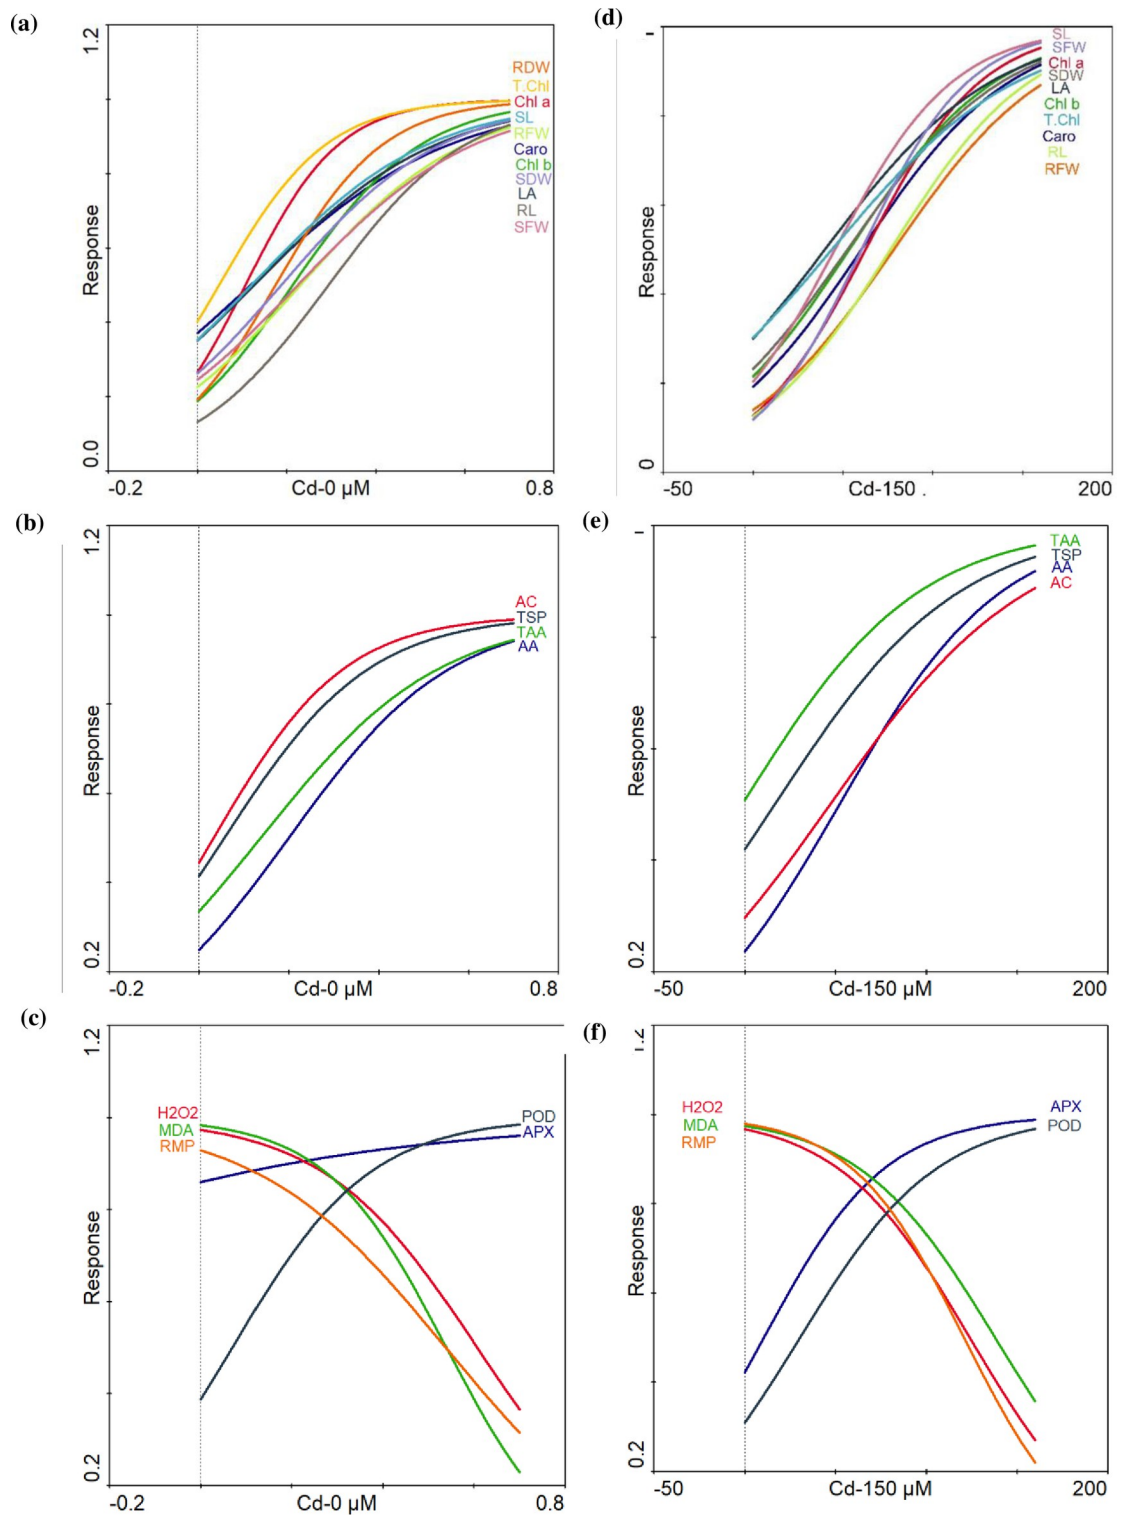 (a)
1.2
Response
0.0
RDW
T.Chl
Chl a
SL
RFW
Caro
Chl b
SDW
LA
RL
SFW
-0.2
Cd-0 µM
0.8
(d)
Response
0
SL
SFW
Chl a
SDW
LA
Chl b
T.Chl
Caro
RL
RFW
-50
Cd-150 .
200
(b)
1.2
Response
0.2
AC
TSP
TAA
AA
-0.2
Cd-0 µM
0.8
(e)
Response
0.2
TAA
TSP
AA
AC
-50
Cd-150 µM
200
(c)
1.2
Response
0.2
H2O2
MDA
RMP
POD
APX
-0.2
Cd-0 µM
0.8
(f)
1.2
Response
0.2
H2O2
MDA
RMP
APX
POD
-50
Cd-150 µM
200